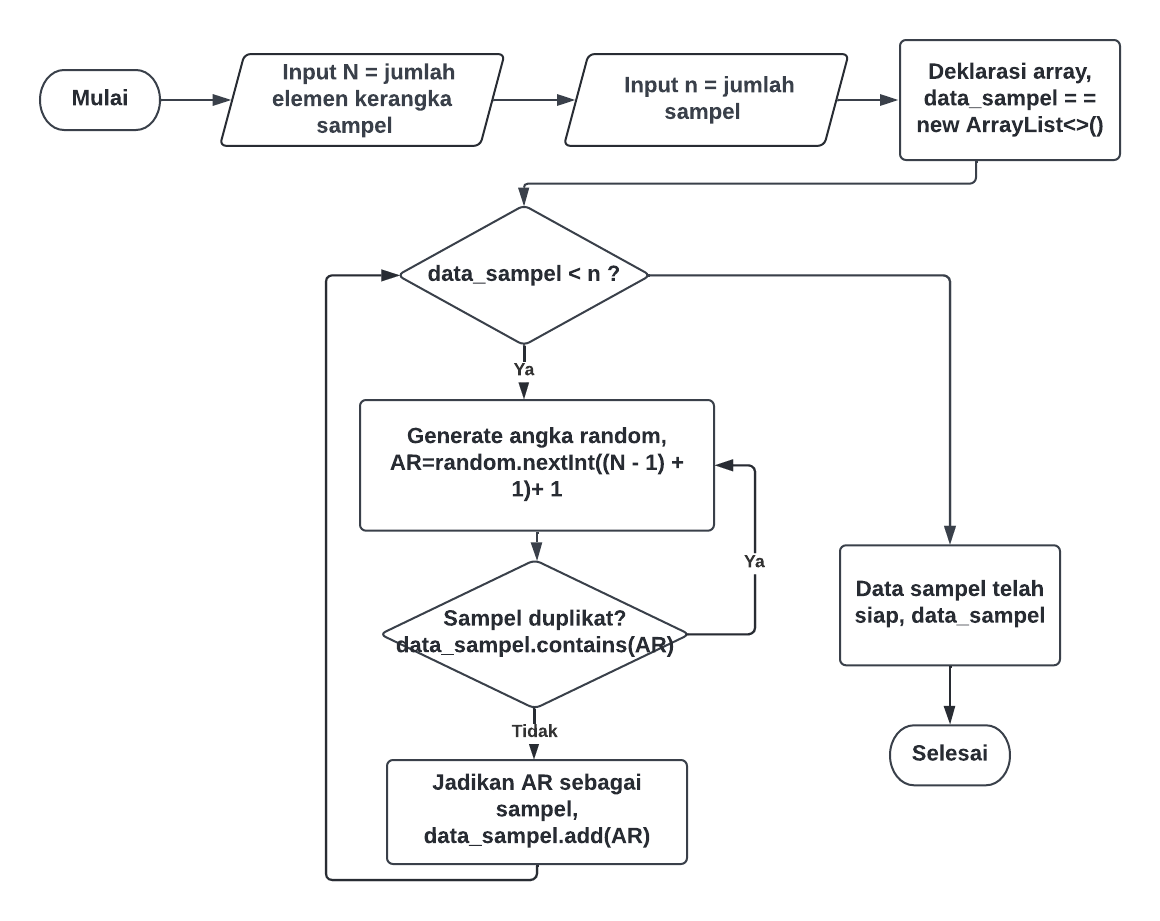 Mulai
Input N = jumlah
elemen kerangka
sampel
Input n = jumlah
sampel
Deklarasi array,
data_sampel = =
new ArrayList<>()
data_sampel < n ?
Ya
Generate angka random,
AR=random.nextInt((N - 1) +
1)+ 1
Ya
Sampel duplikat?
data_sampel.contains(AR)
Tidak
Jadikan AR sebagai
sampel,
data_sampel.add(AR)
Data sampel telah
siap, data_sampel
Selesai